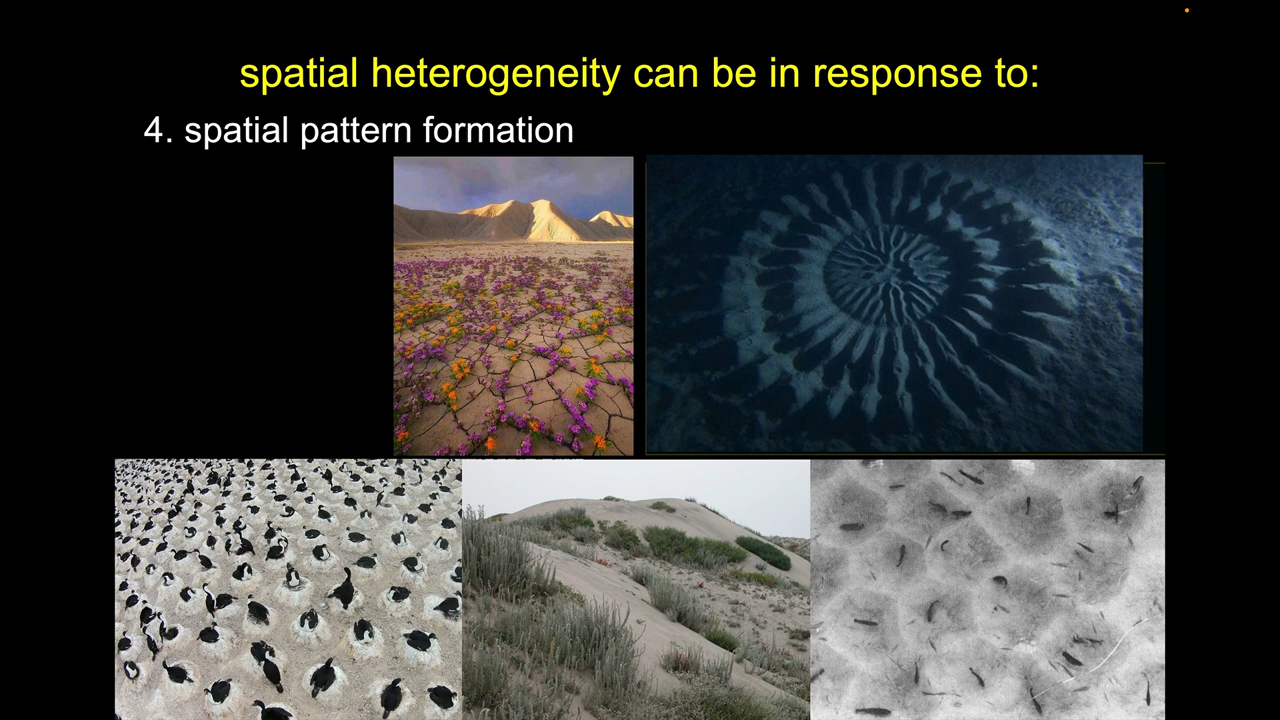 spatial heterogeneity can be in response to:
4. spatial pattern formation